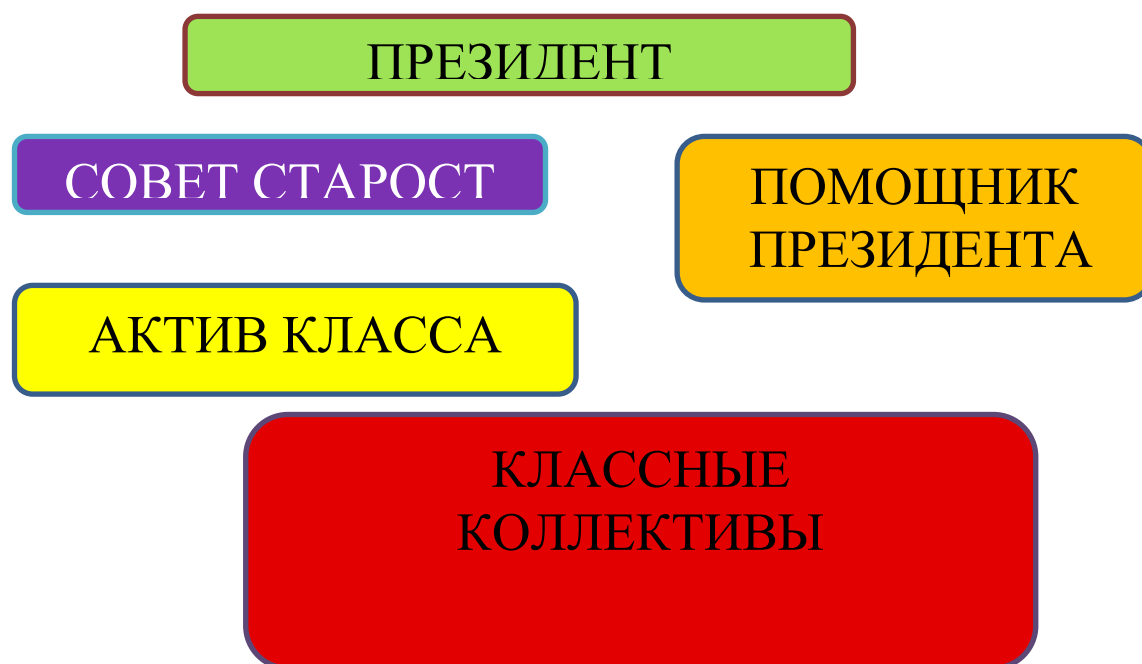 ПРЕЗИДЕНТ
СОВЕТ СТАРОСТ
ПОМОЩНИК
ПРЕЗИДЕНТА
АКТИВ КЛАССА
КЛАССНЫЕ
КОЛЛЕКТИВЫ